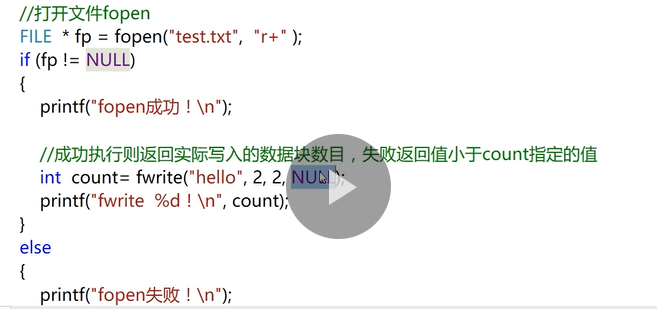 //打开文件fopen
FILE * fp = fopen("test.txt", "r+" );
if (fp != NULL)
{
printf("fopen成功！\n");
//成功执行则返回实际写入的数据块数目，失败返回值小于count指定的值
int count= fwrite("hello", 2, 2, NULL);
printf("fwrite %d！\n", count);
}
else
{
printf("fopen失败！\n");